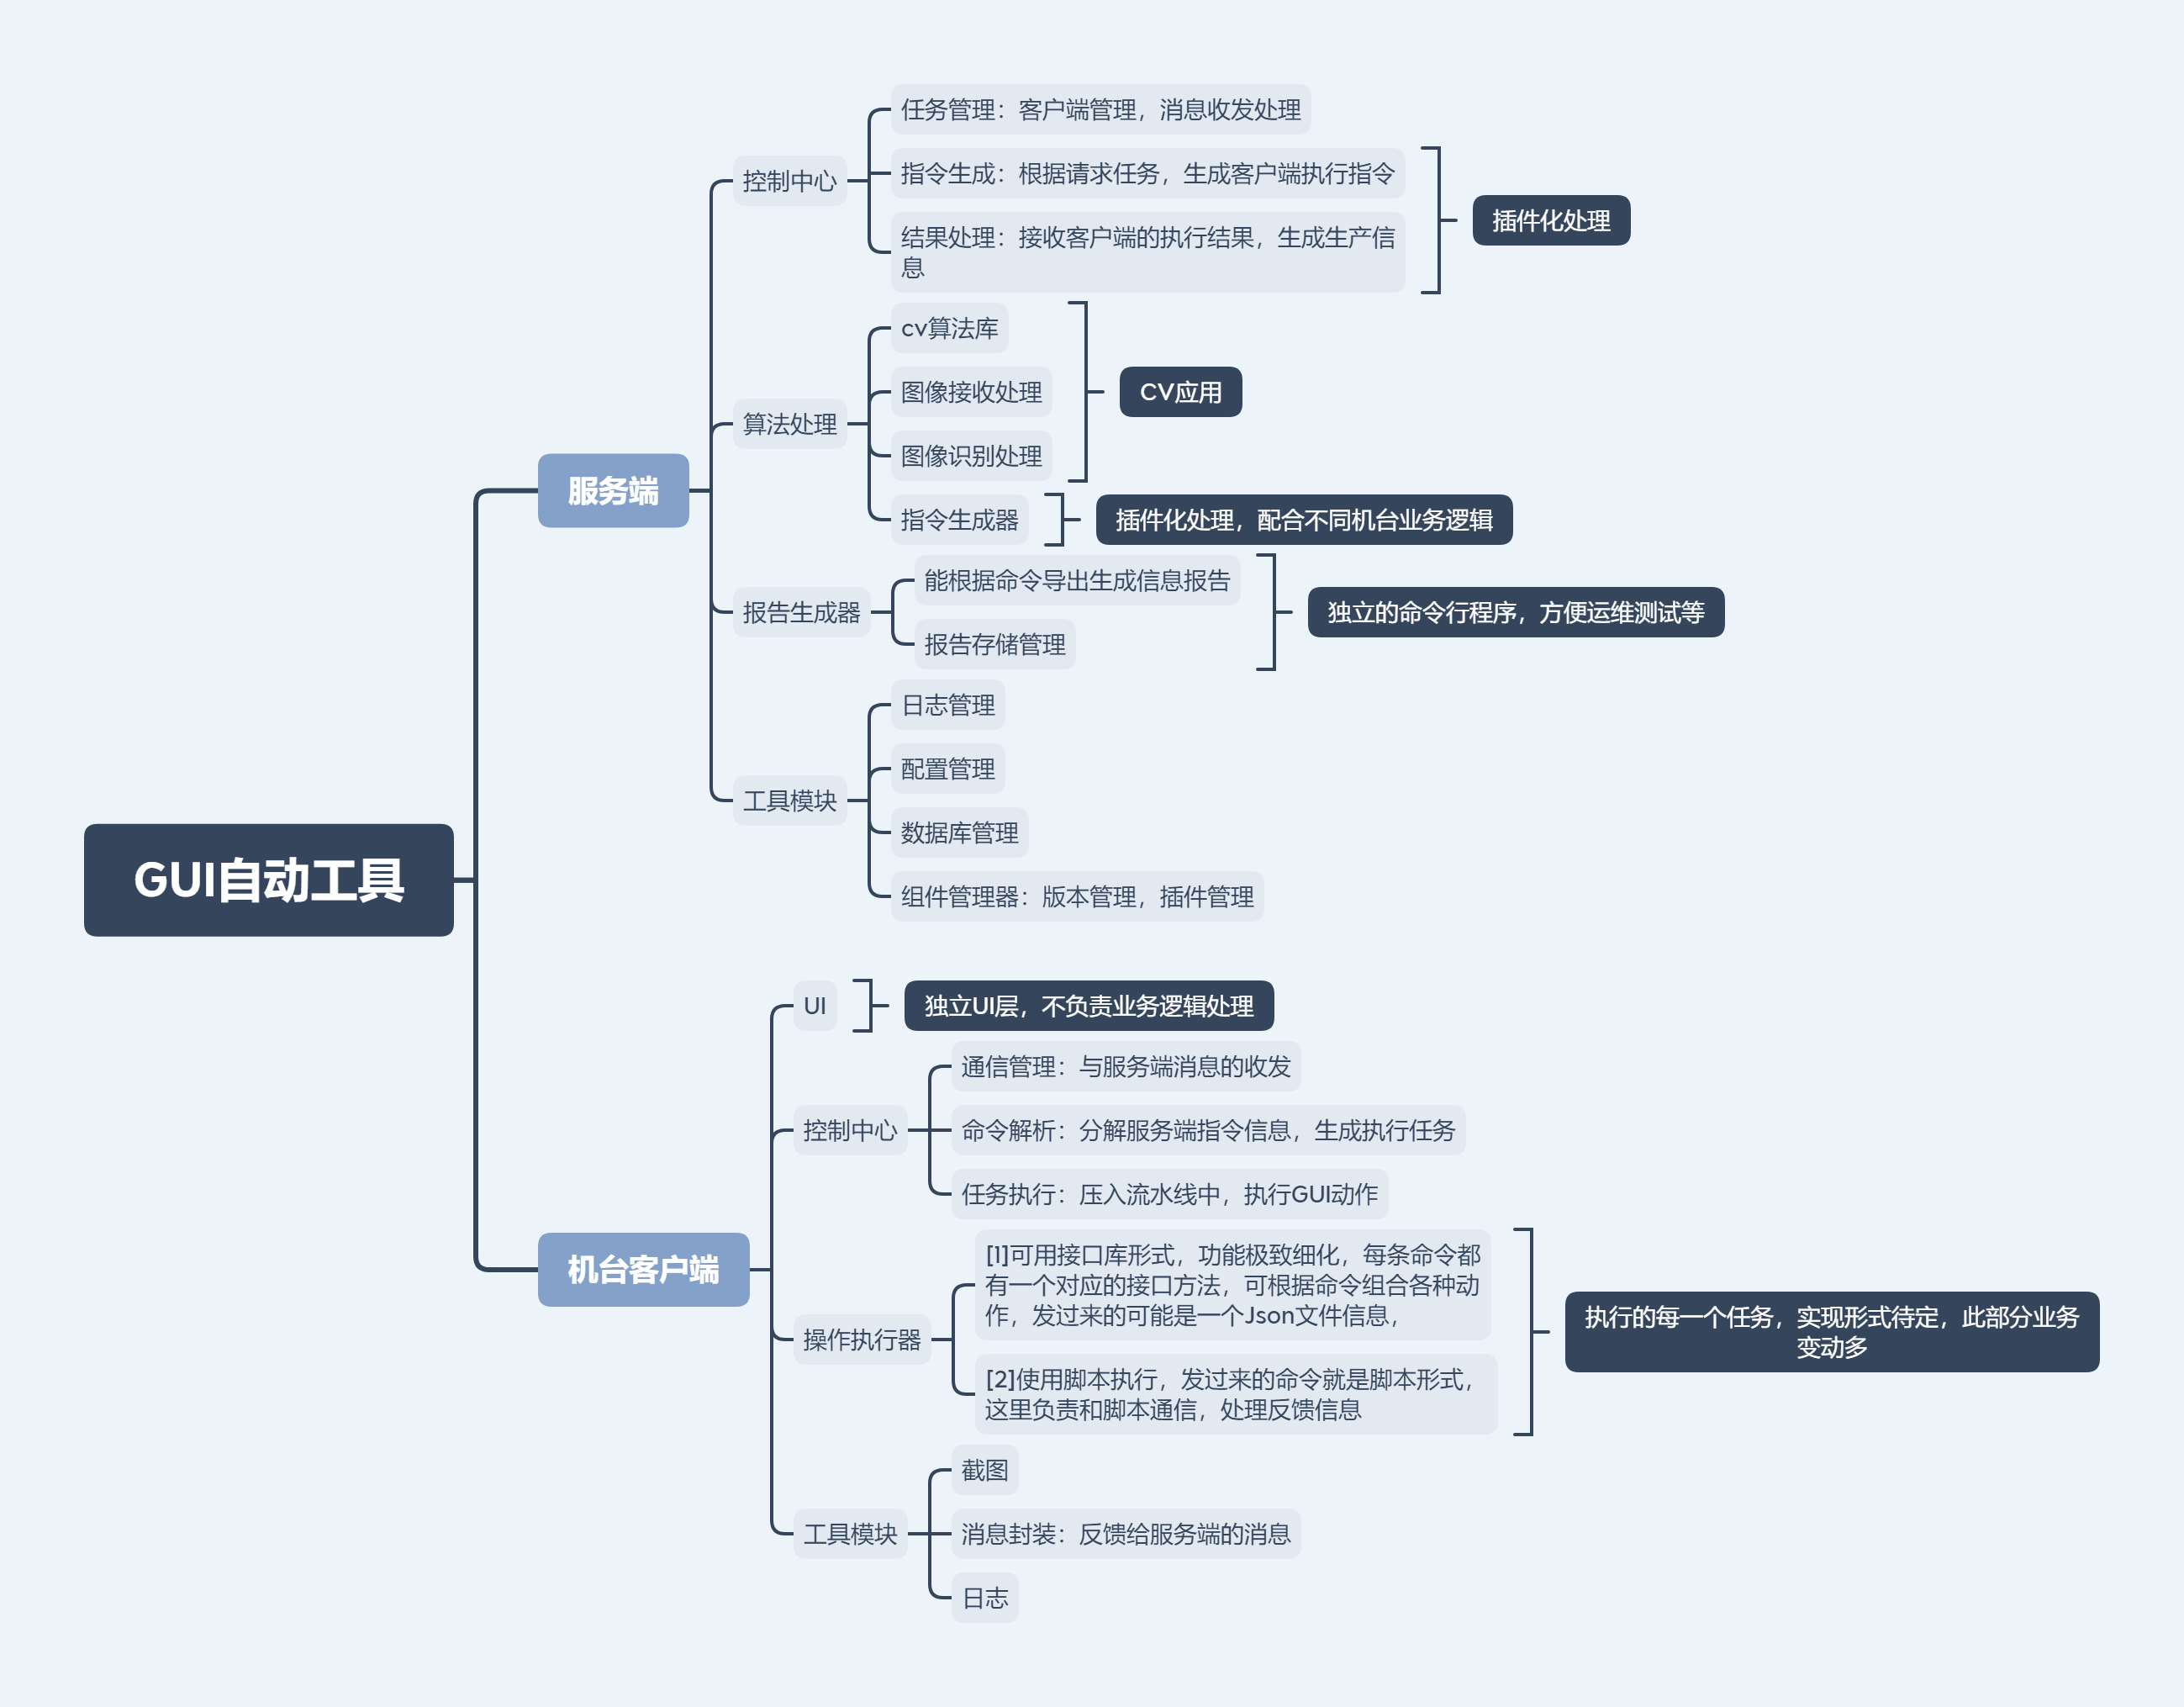 GUI自动工具
服务端
控制中心
任务管理：客户端管理，消息收发处理
指令生成：根据请求任务，生成客户端执行指令
结果处理：接收客户端的执行结果，生成生产信
息
插件化处理
算法处理
cv算法库
图像接收处理
图像识别处理
CV应用
指令生成器
插件化处理，配合不同机台业务逻辑
报告生成器
能根据命令导出生成信息报告
报告存储管理
独立的命令行程序，方便运维测试等
工具模块
日志管理
配置管理
数据库管理
组件管理器：版本管理，插件管理
机台客户端
UI
独立UI层，不负责业务逻辑处理
控制中心
通信管理：与服务端消息的收发
命令解析：分解服务端指令信息，生成执行任务
任务执行：压入流水线中，执行GUI动作
操作执行器
[1]可用接口库形式，功能极致细化，每条命令都
有一个对应的接口方法，可根据命令组合各种动
作，发过来的可能是一个Json文件信息，
[2]使用脚本执行，发过来的命令就是脚本形式，
这里负责和脚本通信，处理反馈信息
执行的每一个任务，实现形式待定，此部分业务
变动多
工具模块
截图
消息封装：反馈给服务端的消息
日志